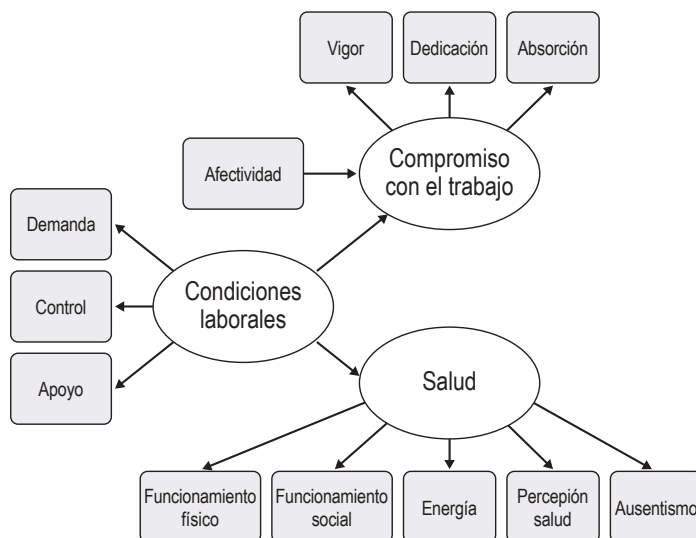 Vigor
Dedicación
Absorción
Compromiso
con el trabajo
Afectividad
Demanda
Control
Apoyo
Condiciones
laborales
Salud
Funcionamiento
físico
Funcionamiento
social
Energía
Percepión
salud
Ausentismo